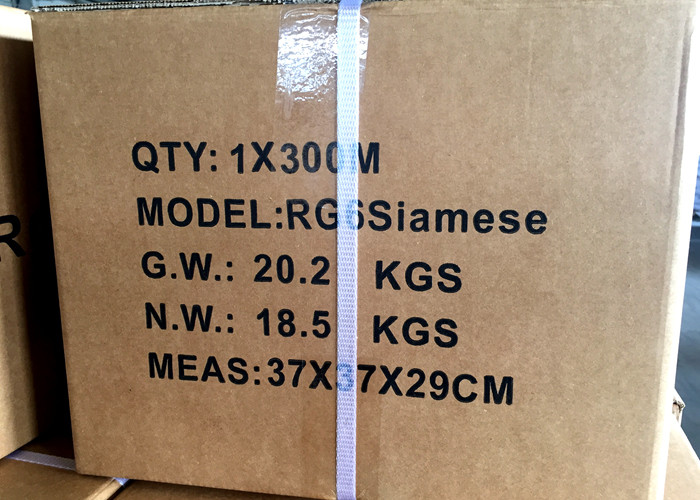 QTY: 1X300M
MODEL:RG6Siamese
G.W.: 20.2 KGS
N.W.: 18.5 KGS
MEAS:37X37X29CM
R